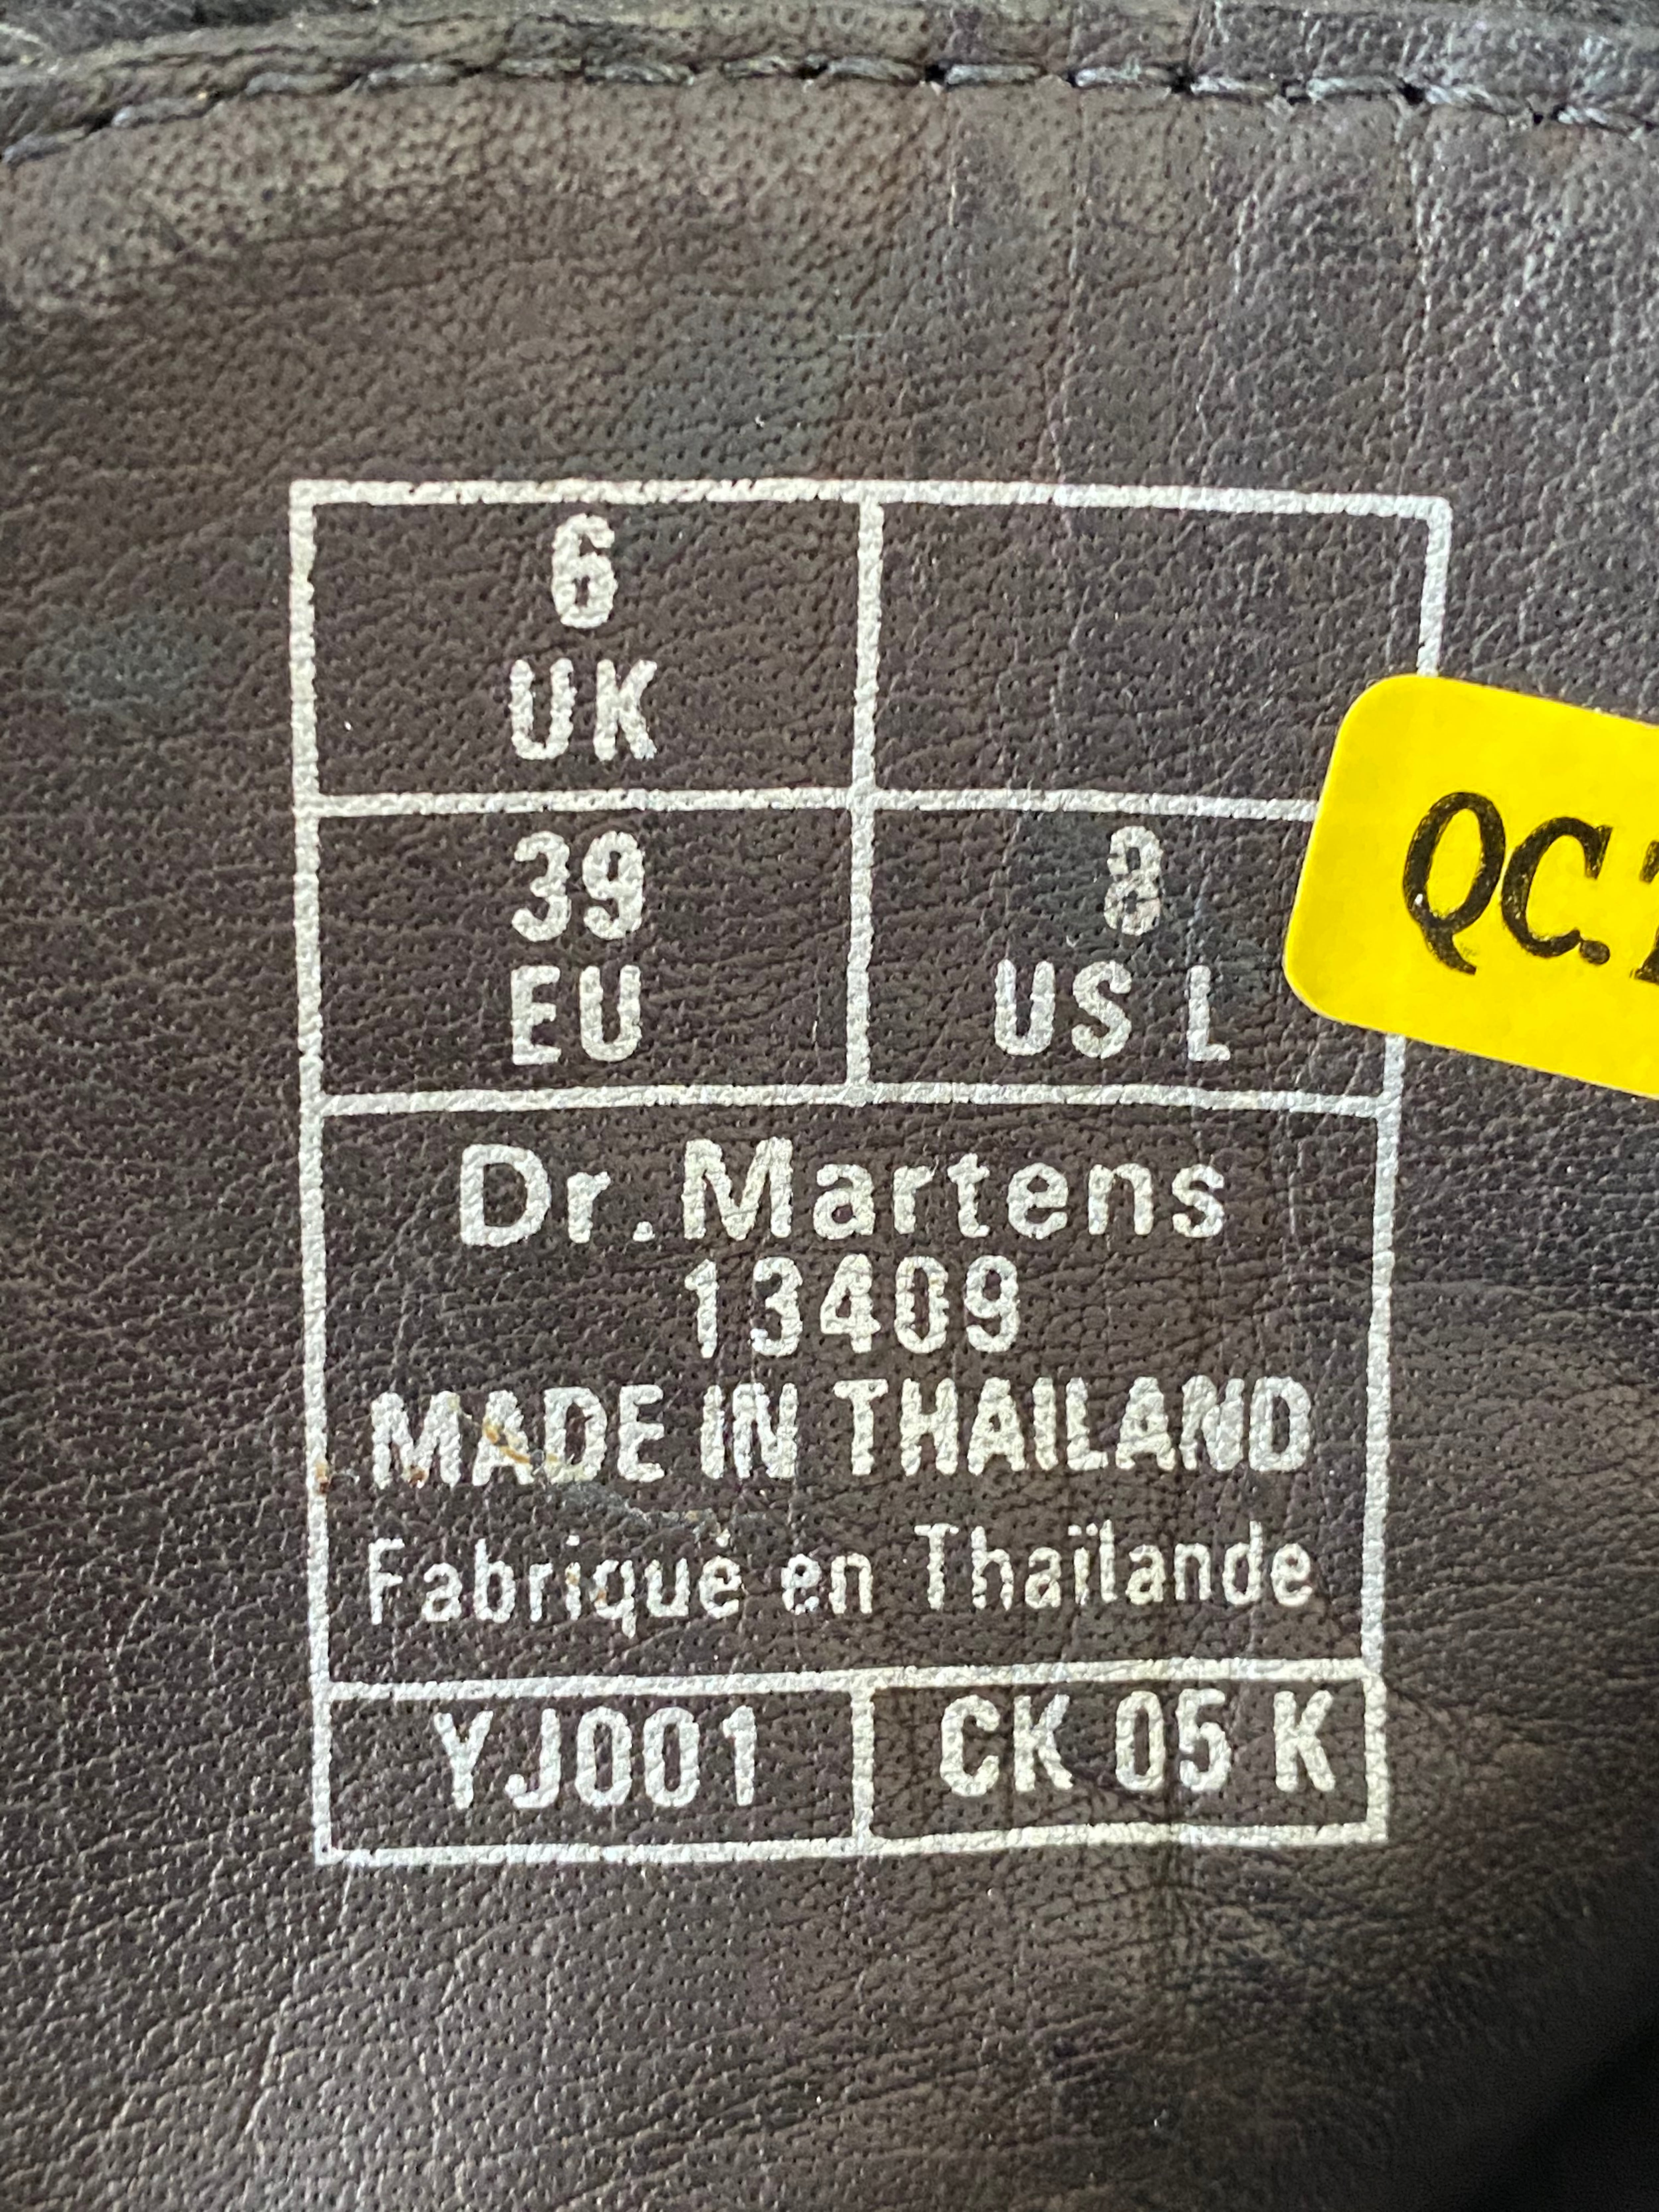 6
UK
39
EU
8
US L
Dr.Martens
13409
MADE IN THAILAND
Fabriqué en Thaïlande
YJ001
CK 05 K
QC.